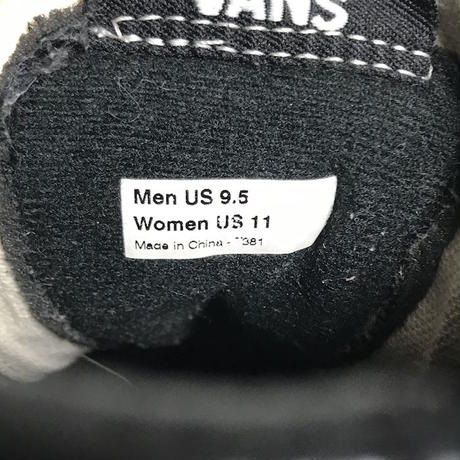 VANS
Men US 9.5
Women US 11
Made in China -